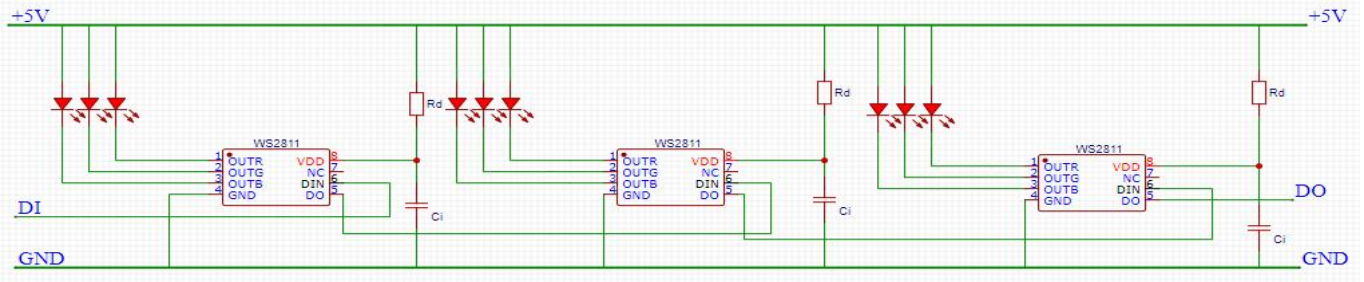 +5V +5V
Rd Rd Rd
WS2811 WS2811 WS2811
1 OUTR VDD 8
2 OUTG NC 7
3 OUTB DIN 6
4 GND DO 5
1 OUTR VDD 8
2 OUTG NC 7
3 OUTB DIN 6
4 GND DO 5
1 OUTR VDD 8
2 OUTG NC 7
3 OUTB DIN 6
4 GND DO 5
DI DO
Ci Ci Ci
GND GND